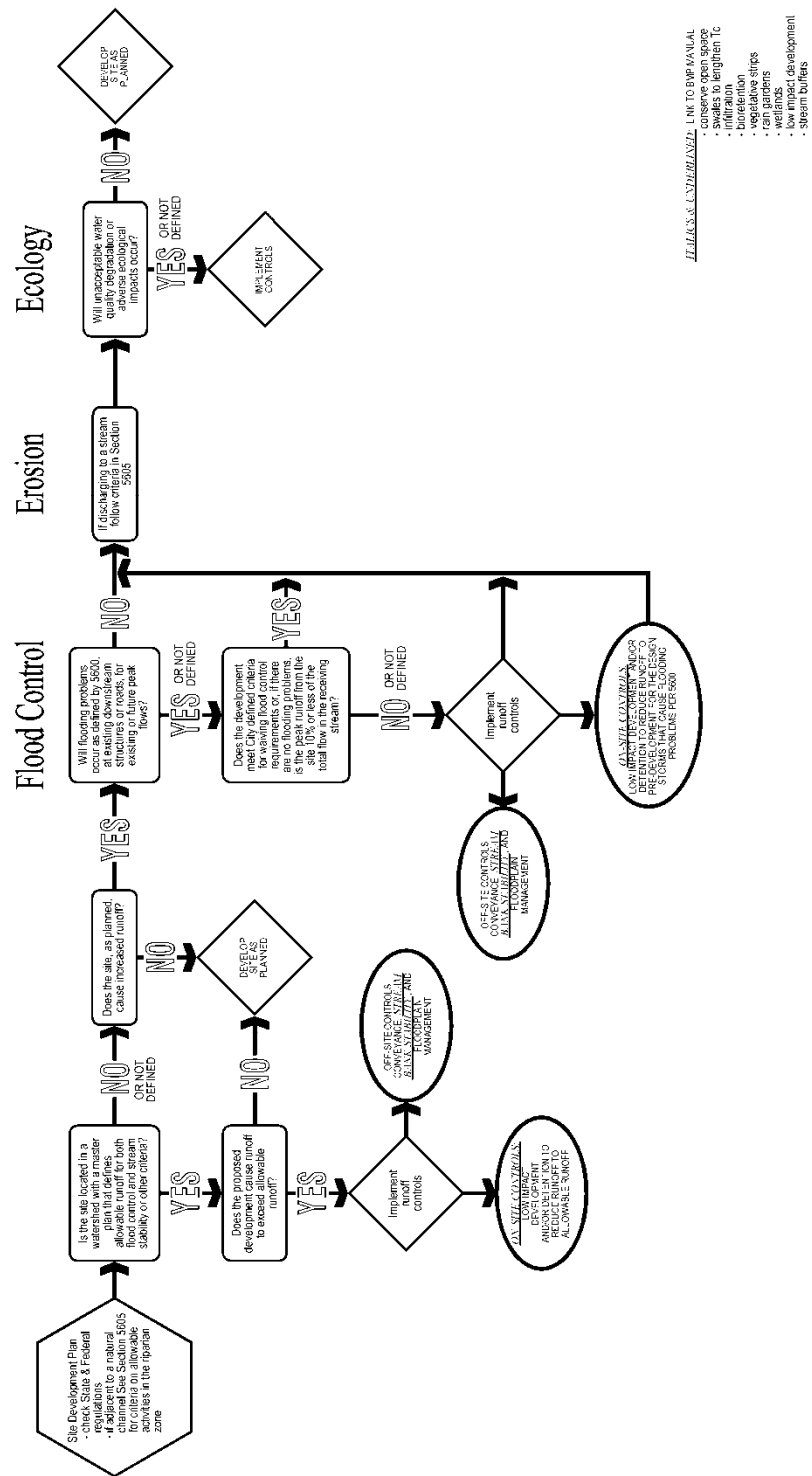 Flood Control
Erosion
Ecology
Site Development Plan
- check State & Federal
regulations
- if adjacent to a natural
channel See Section 5605
for criteria on allowable
activities in the riparian
zone
Is the site located in a
watershed with a master
plan that defines
allowable runoff for both
flood control and stream
stability or other criteria?
NO
OR NOT
DEFINED
YES
Does the site, as planned,
cause increased runoff?
YES
NO
DEVELOP
SITE AS
PLANNED
Does the proposed
development cause runoff
to exceed allowable
runoff?
NO
YES
Implement
runoff
controls
OFF-SITE CONTROLS
CONVEYANCE, STREAM
BANK STABILITY, AND
FLOODPLAIN
MANAGEMENT
ON-SITE CONTROLS:
LOW IMPACT
DEVELOPMENT
AND/OR DETENTION TO
REDUCE RUNOFF TO
ALLOWABLE RUNOFF
Will flooding problems
occur as defined by 5600,
at existing downstream
structures or roads, for
existing or future peak
flows?
NO
YES
OR NOT
DEFINED
Does the development
meet City defined criteria
for waiving flood control
requirements or, if there
are no flooding problems,
is the peak runoff from the
site 10% or less of the
total flow in the receiving
stream?
YES
NO
OR NOT
DEFINED
Implement
runoff
controls
OFF-SITE CONTROLS
CONVEYANCE, STREAM
BANK STABILITY, AND
FLOODPLAIN
MANAGEMENT
ON-SITE CONTROLS:
LOW IMPACT DEVELOPMENT AND/OR
DETENTION TO REDUCE RUNOFF TO
PRE-DEVELOPMENT FOR THE DESIGN
STORMS THAT CAUSE FLOODING
PROBLEMS PER 5600
If discharging to a stream
follow criteria in Section
5605
Will unacceptable water
quality degradation or
adverse ecological
impacts occur?
NO
DEVELOP
SITE AS
PLANNED
YES
OR NOT
DEFINED
IMPLEMENT
CONTROLS
ITALICS & UNDERLINED: LINK TO BMP MANUAL
- conserve open space
- swales to lengthen Tc
- infiltration
- bioretention
- vegetative strips
- rain gardens
- wetlands
- low impact development
- stream buffers